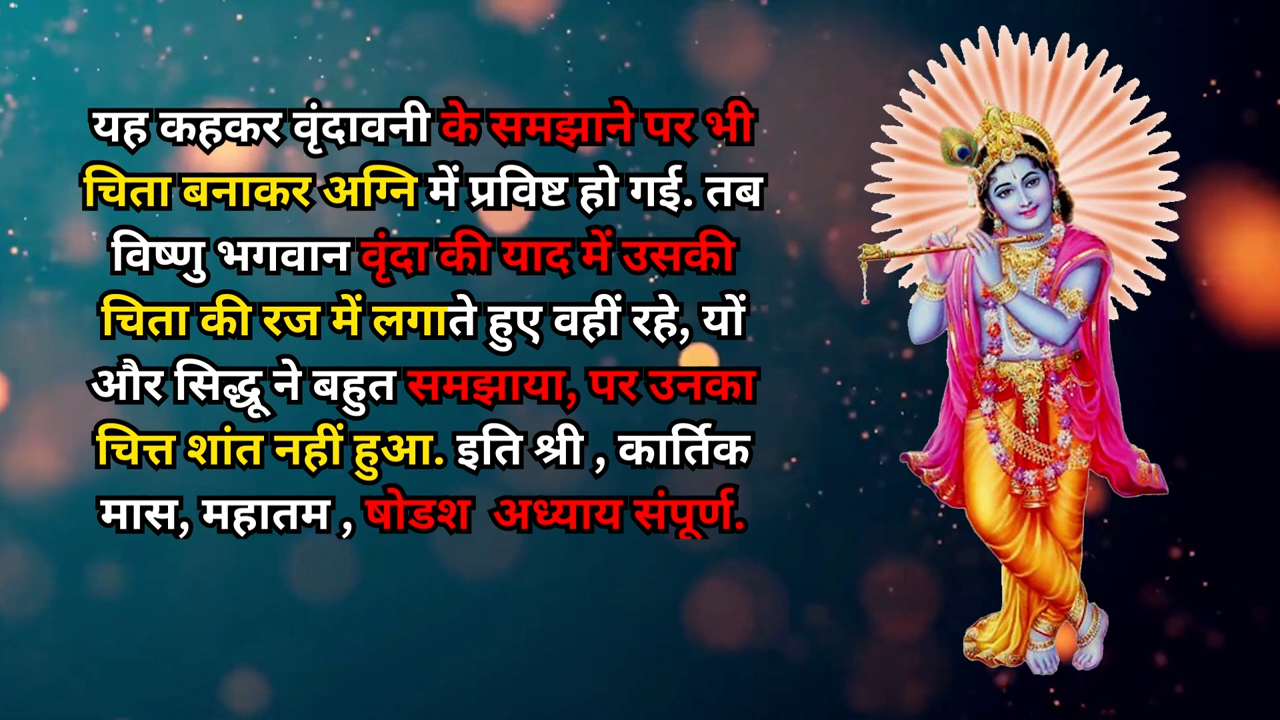 यह कहकर वृंदावनी के समझाने पर भी
चिता बनाकर अग्नि में प्रविष्ट हो गई. तब
विष्णु भगवान वृंदा की याद में उसकी
चिता की रज में लगाते हुए वहीं रहे, यों
और सिद्धू ने बहुत समझाया, पर उनका
चित्त शांत नहीं हुआ. इति श्री , कार्तिक
मास, महातम , षोडश  अध्याय संपूर्ण.